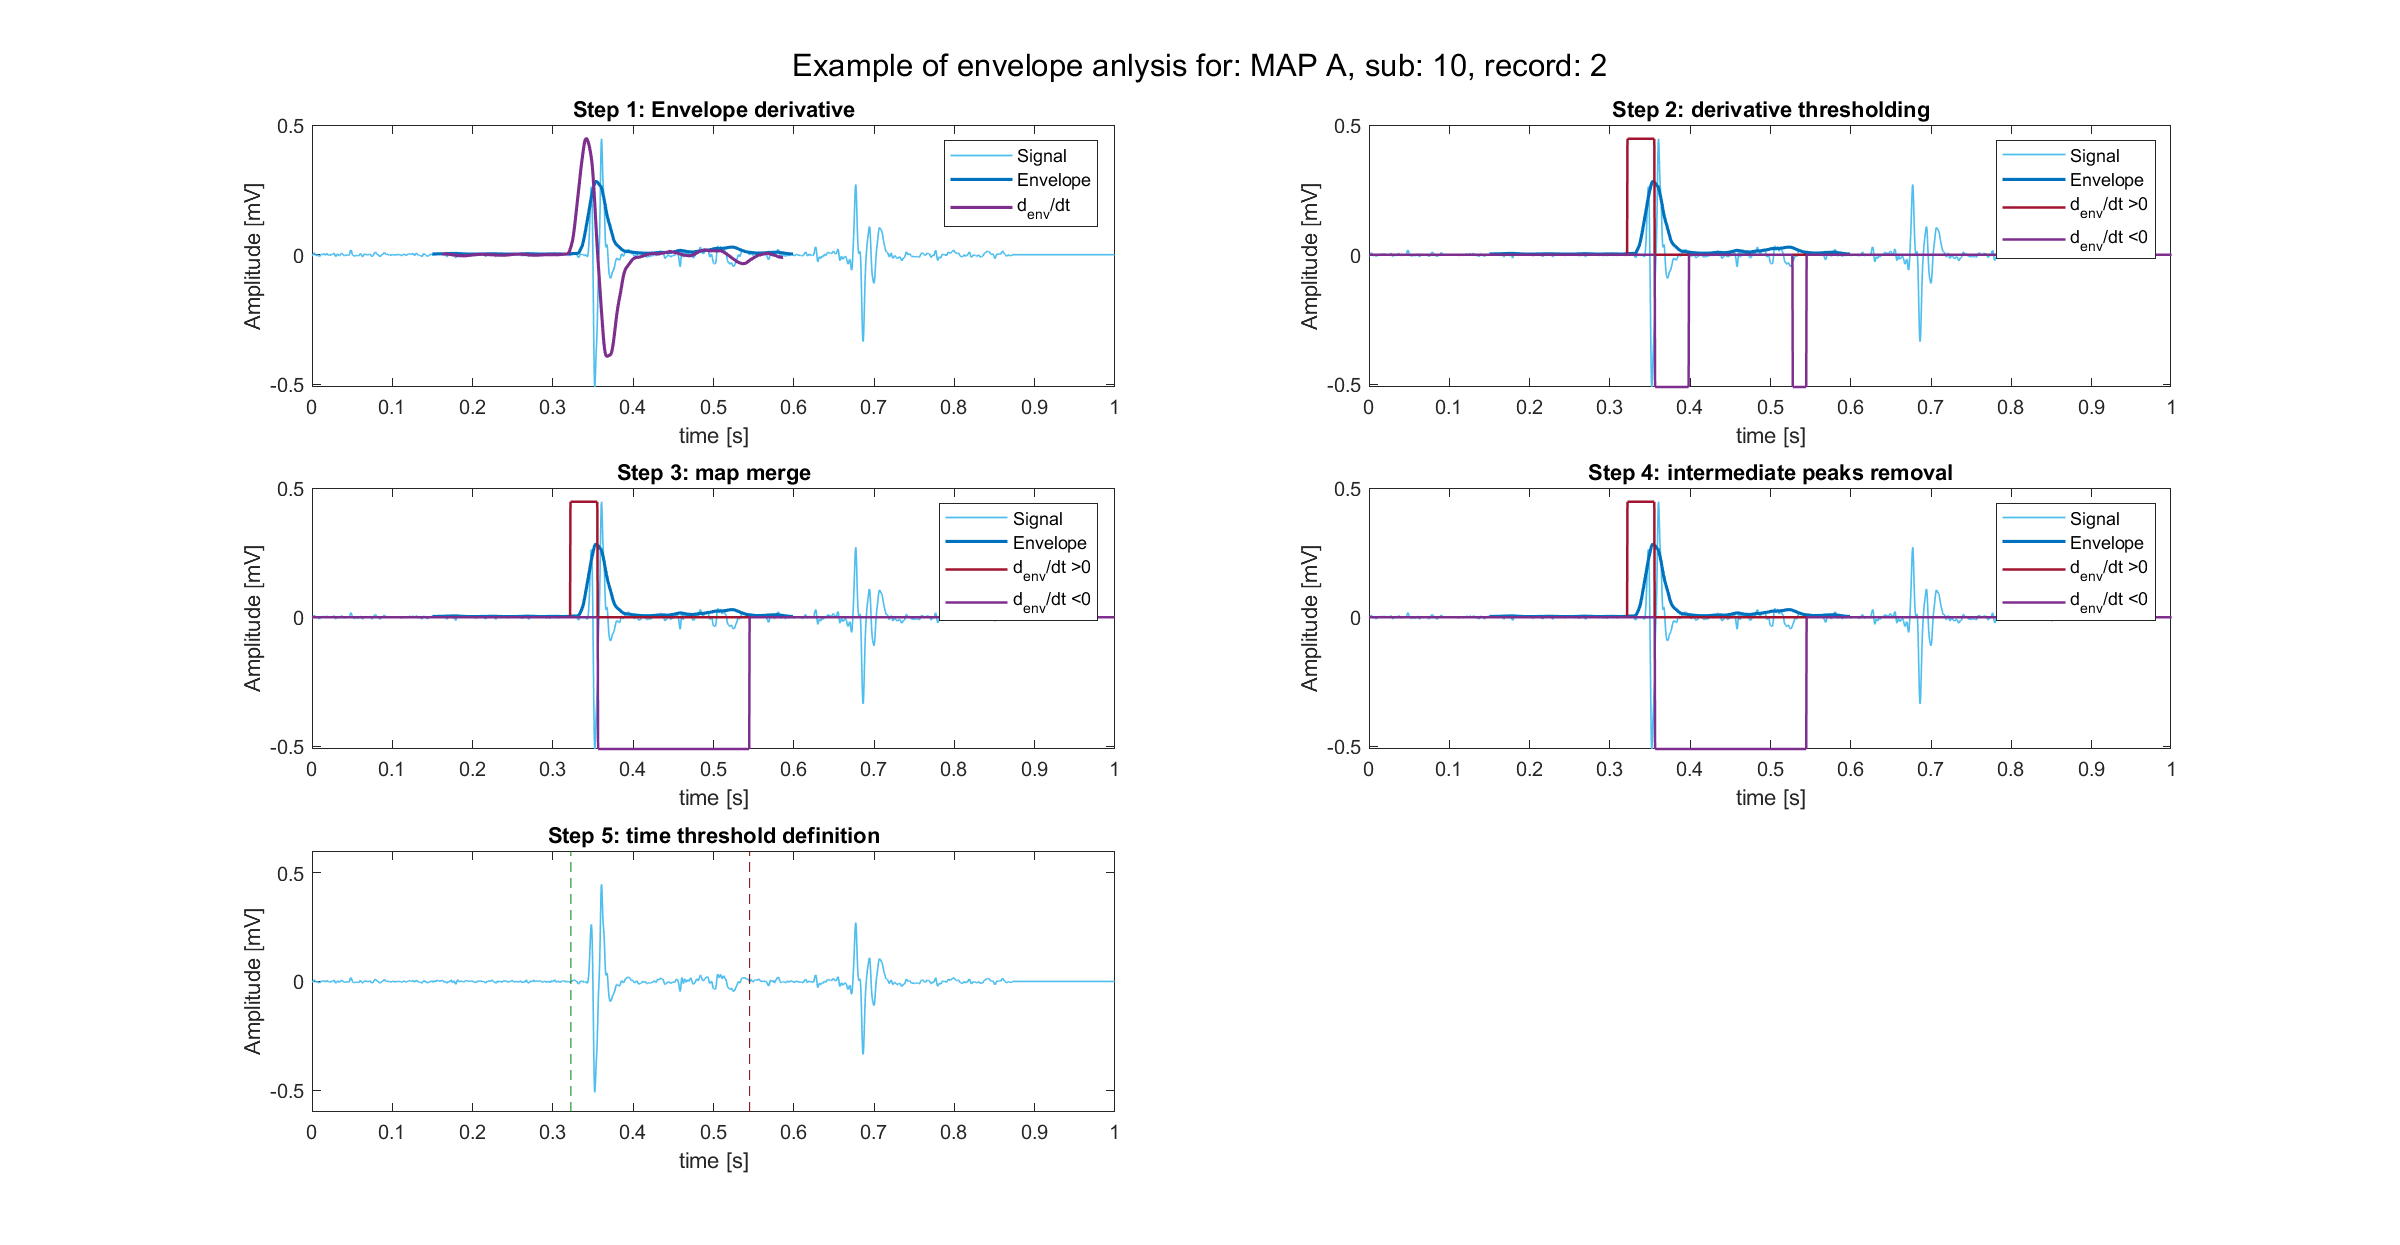 Example of envelope anlysis for: MAP A, sub: 10, record: 2
Step 1: Envelope derivative
0.5
0
-0.5
Amplitude [mV]
Signal
Envelope
d_env/dt
0 0.1 0.2 0.3 0.4 0.5 0.6 0.7 0.8 0.9 1
time [s]
Step 2: derivative thresholding
0.5
0
-0.5
Amplitude [mV]
Signal
Envelope
d_env/dt >0
d_env/dt <0
0 0.1 0.2 0.3 0.4 0.5 0.6 0.7 0.8 0.9 1
time [s]
Step 3: map merge
0.5
0
-0.5
Amplitude [mV]
Signal
Envelope
d_env/dt >0
d_env/dt <0
0 0.1 0.2 0.3 0.4 0.5 0.6 0.7 0.8 0.9 1
time [s]
Step 4: intermediate peaks removal
0.5
0
-0.5
Amplitude [mV]
Signal
Envelope
d_env/dt >0
d_env/dt <0
0 0.1 0.2 0.3 0.4 0.5 0.6 0.7 0.8 0.9 1
time [s]
Step 5: time threshold definition
0.5
0
-0.5
Amplitude [mV]
0 0.1 0.2 0.3 0.4 0.5 0.6 0.7 0.8 0.9 1
time [s]